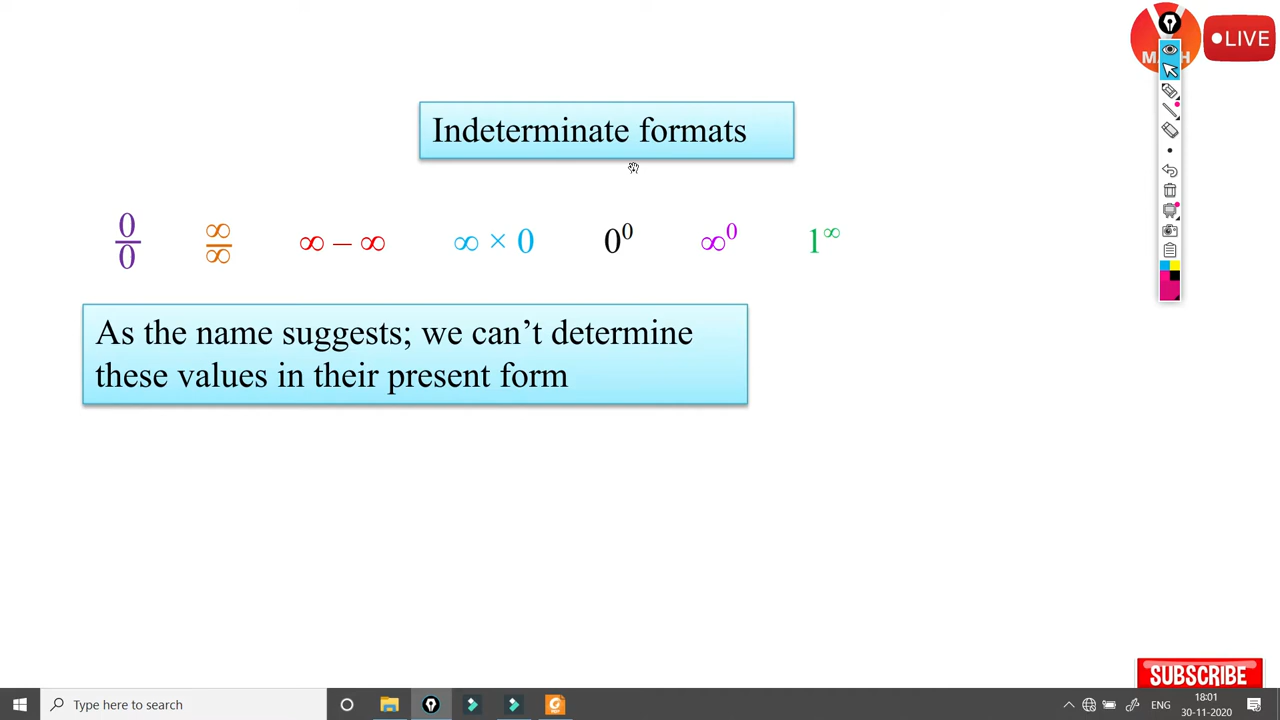 MATH
LIVE
Indeterminate formats
0/0 ∞/∞ ∞ – ∞ ∞ × 0 0⁰ ∞⁰ 1^∞
As the name suggests; we can’t determine
these values in their present form
SUBSCRIBE
Type here to search
ENG
18:01
30-11-2020